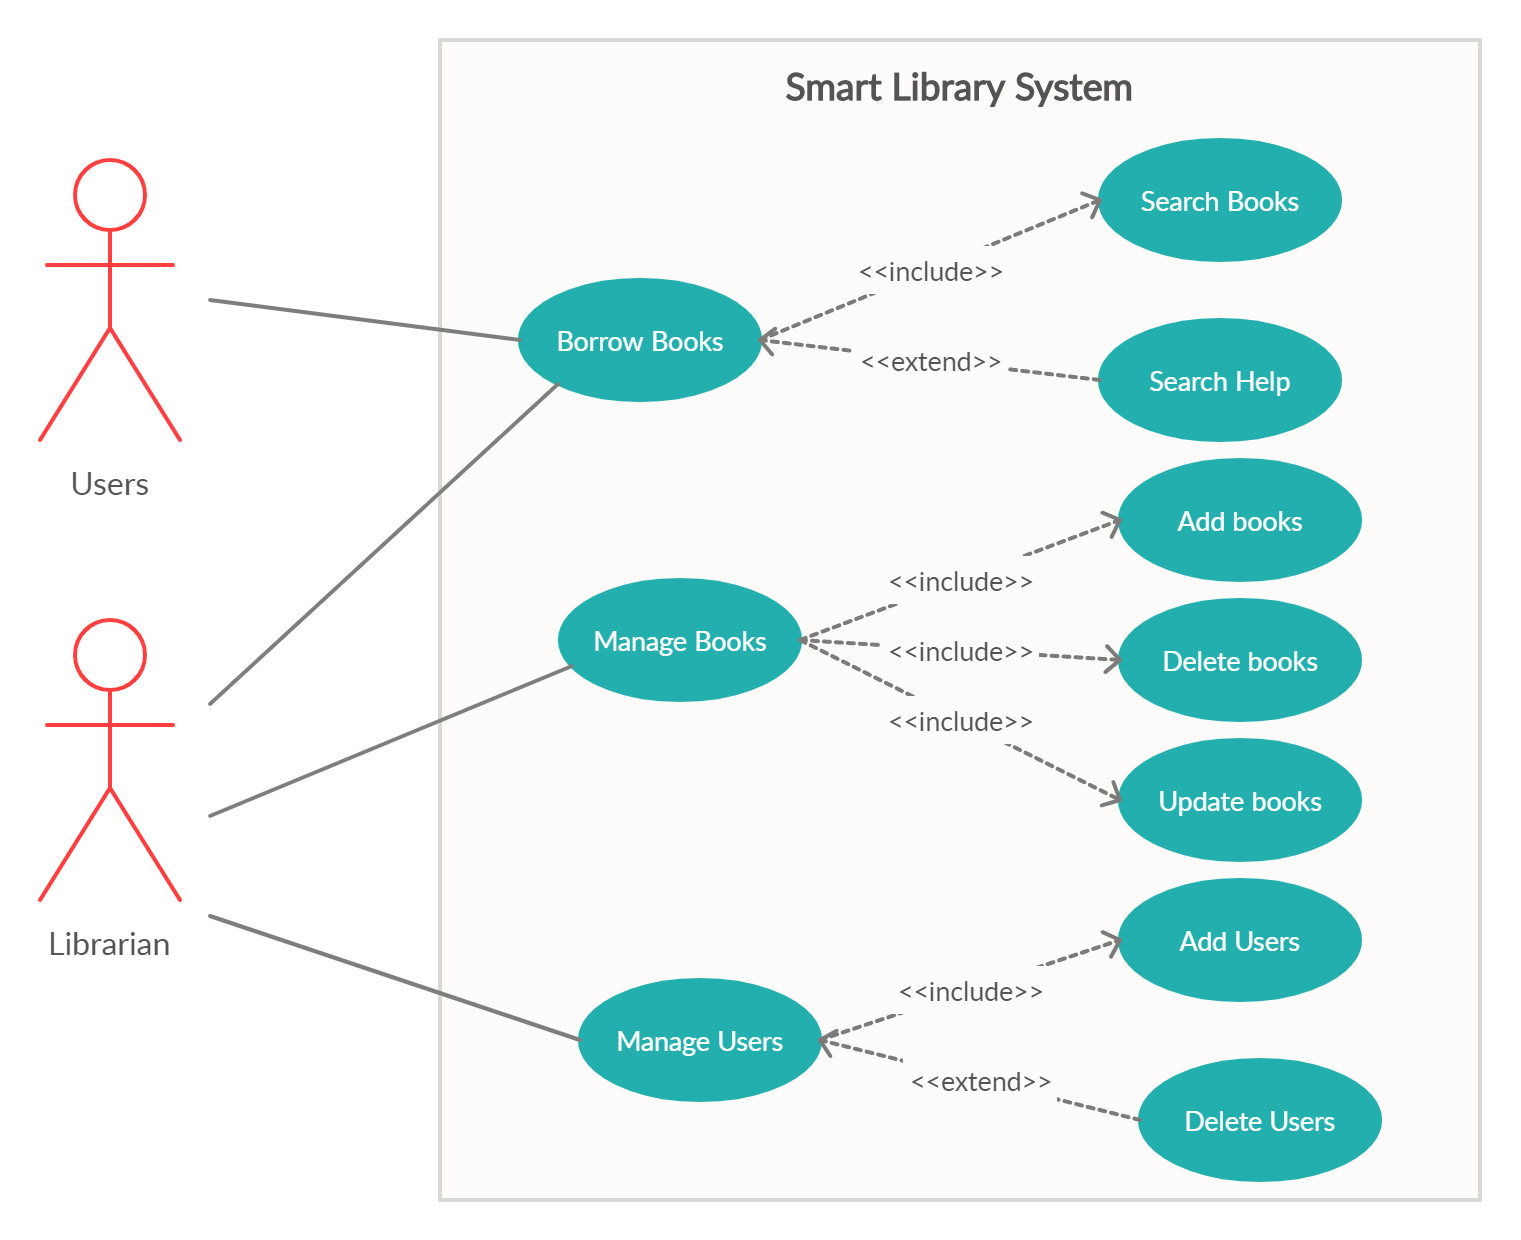 Smart Library System
Search Books
<<include>>
Borrow Books
<<extend>>
Search Help
Users
Add books
<<include>>
Manage Books
<<include>>
Delete books
<<include>>
Update books
Librarian
Add Users
<<include>>
Manage Users
<<extend>>
Delete Users